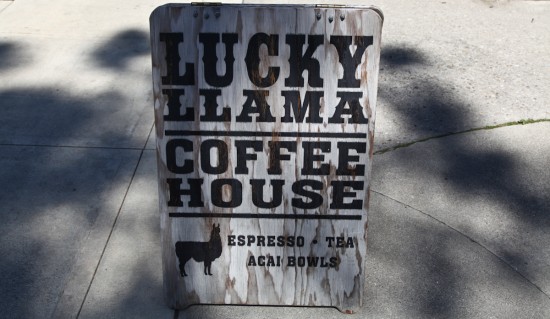 LUCKY
LLAMA
COFFEE
HOUSE
ESPRESSO • TEA
ACAI BOWLS